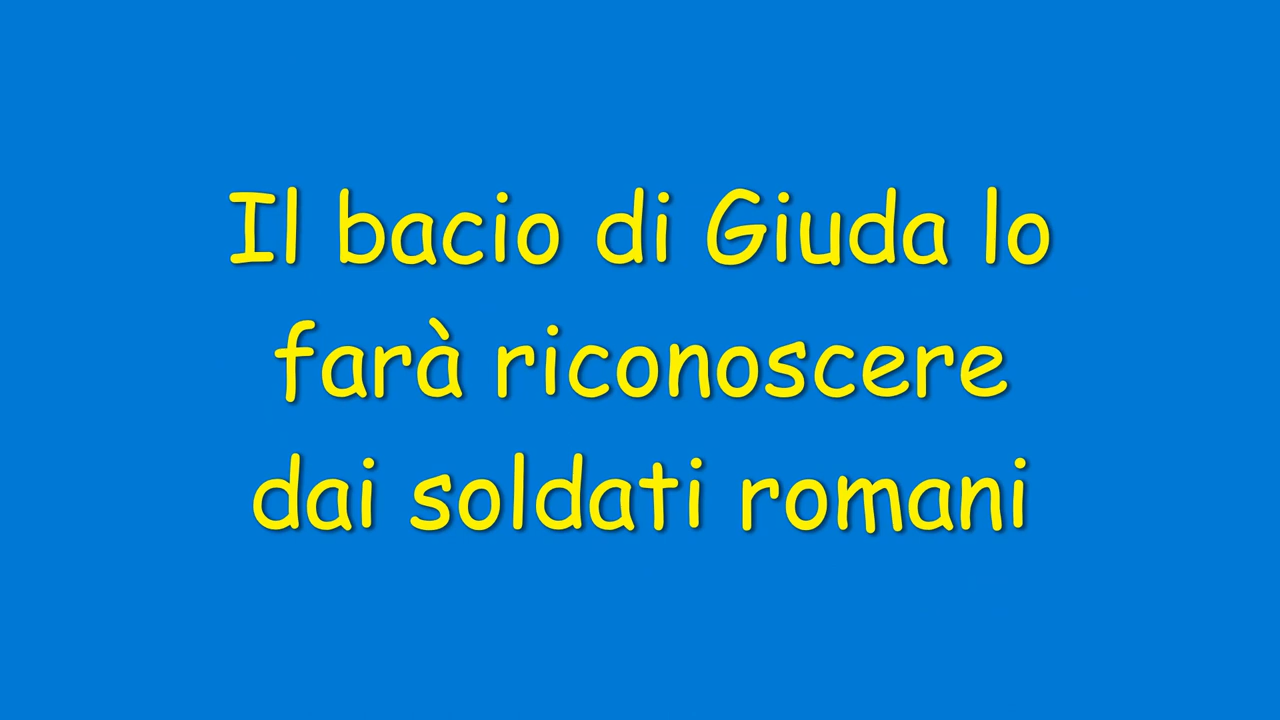 Il bacio di Giuda lo
farà riconoscere
dai soldati romani